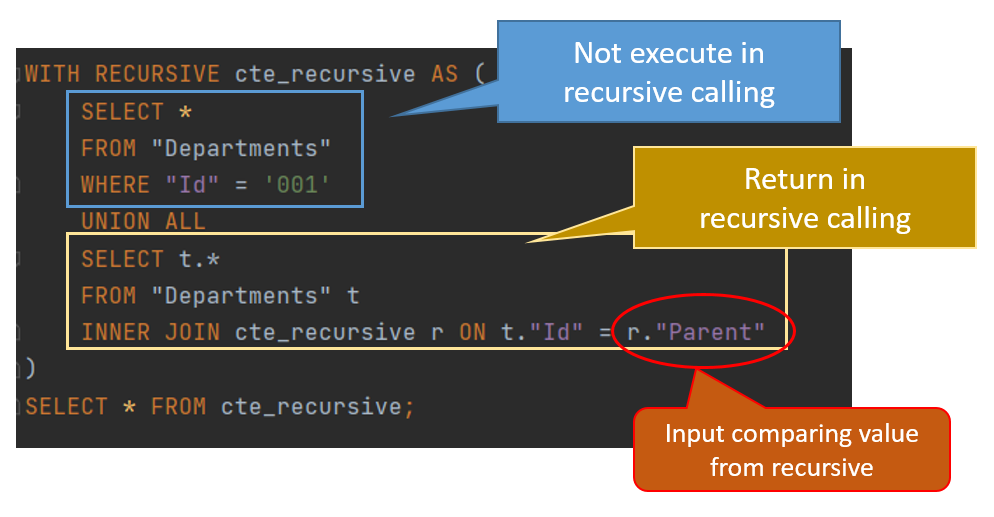 Not execute in
recursive calling
WITH RECURSIVE cte_recursive AS (
SELECT *
FROM "Departments"
WHERE "Id" = '001'
Return in
recursive calling
UNION ALL
SELECT t.*
FROM "Departments" t
INNER JOIN cte_recursive r ON t."Id" = r."Parent"
)
SELECT * FROM cte_recursive;
Input comparing value
from recursive